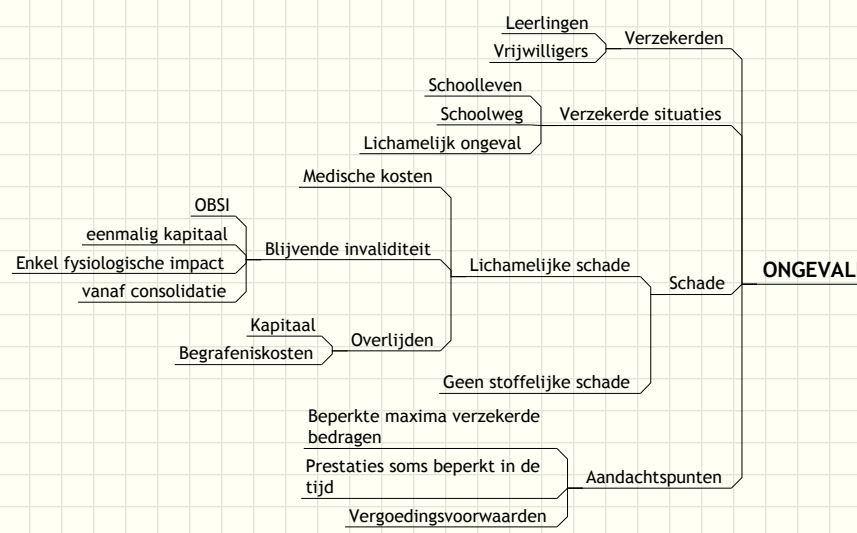 Leerlingen
Vrijwilligers
Verzekerden
Schoolleven
Schoolweg
Lichamelijk ongeval
Verzekerde situaties
Medische kosten
OBSI
eenmalig kapitaal
Enkel fysiologische impact
vanaf consolidatie
Blijvende invaliditeit
Kapitaal
Begrafeniskosten
Overlijden
Lichamelijke schade
Geen stoffelijke schade
Schade
Beperkte maxima verzekerde
bedragen
Prestaties soms beperkt in de
tijd
Vergoedingsvoorwaarden
Aandachtspunten